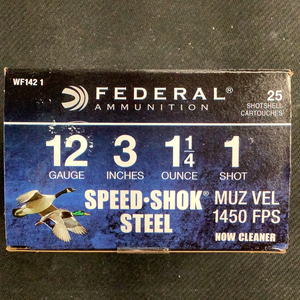 WF142 1
FEDERAL
AMMUNITION
25
SHOTSHELL
CARTOUCHES
12 3 1 1/4 1
GAUGE INCHES OUNCE SHOT
SPEED•SHOK®
STEEL
MUZ VEL
1450 FPS
NOW CLEANER